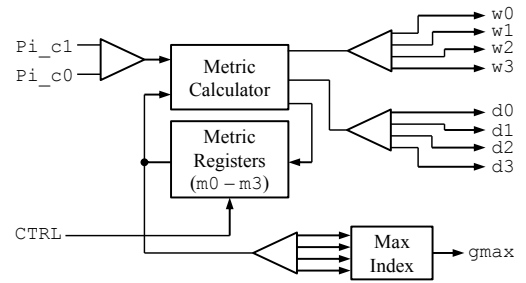 Pi_c1
Pi_c0
Metric
Calculator
w0
w1
w2
w3
d0
d1
d2
d3
Metric
Registers
(m0 – m3)
CTRL
Max
Index
gmax